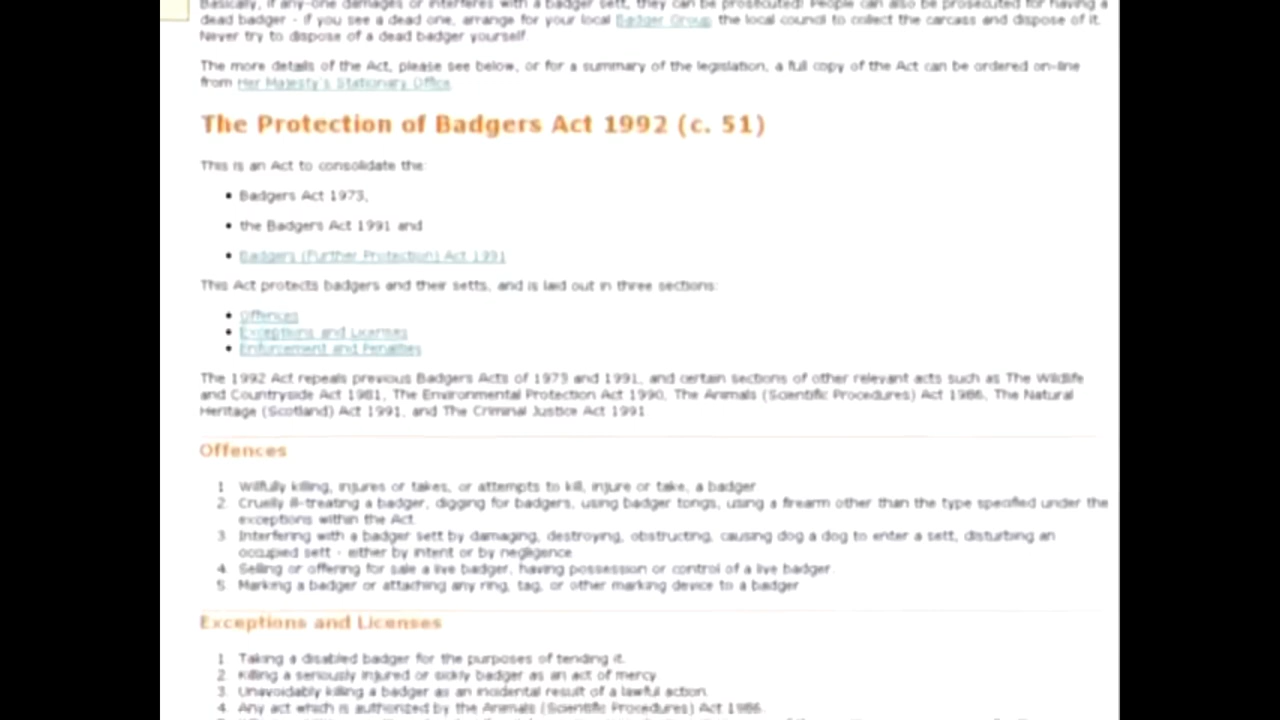 Basically, if any-one damages or interferes with a badger sett, they can be prosecuted! People can also be prosecuted for having a
dead badger - if you see a dead one, arrange for your local Badger Group, the local council to collect the carcass and dispose of it.
Never try to dispose of a dead badger yourself!
The more details of the Act, please see below, or for a summary of the legislation, a full copy of the Act can be ordered on-line
from Her Majesty's Stationary Office.
The Protection of Badgers Act 1992 (c. 51)
This is an Act to consolidate the:
• Badgers Act 1973,
• the Badgers Act 1991 and
• Badgers (Further Protection) Act 1991
This Act protects badgers and their setts, and is laid out in three sections:
• Offences
• Exceptions and Licenses
• Enforcement and Penalties
The 1992 Act repeals previous Badgers Acts of 1973 and 1991, and certain sections of other relevant acts such as The Wildlife
and Countryside Act 1981, The Environmental Protection Act 1990, The Animals (Scientific Procedures) Act 1986, The Natural
Heritage (Scotland) Act 1991, and The Criminal Justice Act 1991
Offences
1. Willfully killing, injures or takes, or attempts to kill, injure or take, a badger
2. Cruelly ill-treating a badger, digging for badgers, using badger tongs, using a firearm other than the type specified under the
exceptions within the Act.
3. Interfering with a badger sett by damaging, destroying, obstructing, causing dog a dog to enter a sett, disturbing an
occupied sett - either by intent or by negligence
4. Selling or offering for sale a live badger, having possession or control of a live badger.
5. Marking a badger or attaching any ring, tag, or other marking device to a badger
Exceptions and Licenses
1. Taking a disabled badger for the purposes of tending it.
2. Killing a seriously injured or sickly badger as an act of mercy
3. Unavoidably killing a badger as an incidental result of a lawful action.
4. Any act which is authorized by the Animals (Scientific Procedures) Act 1986.